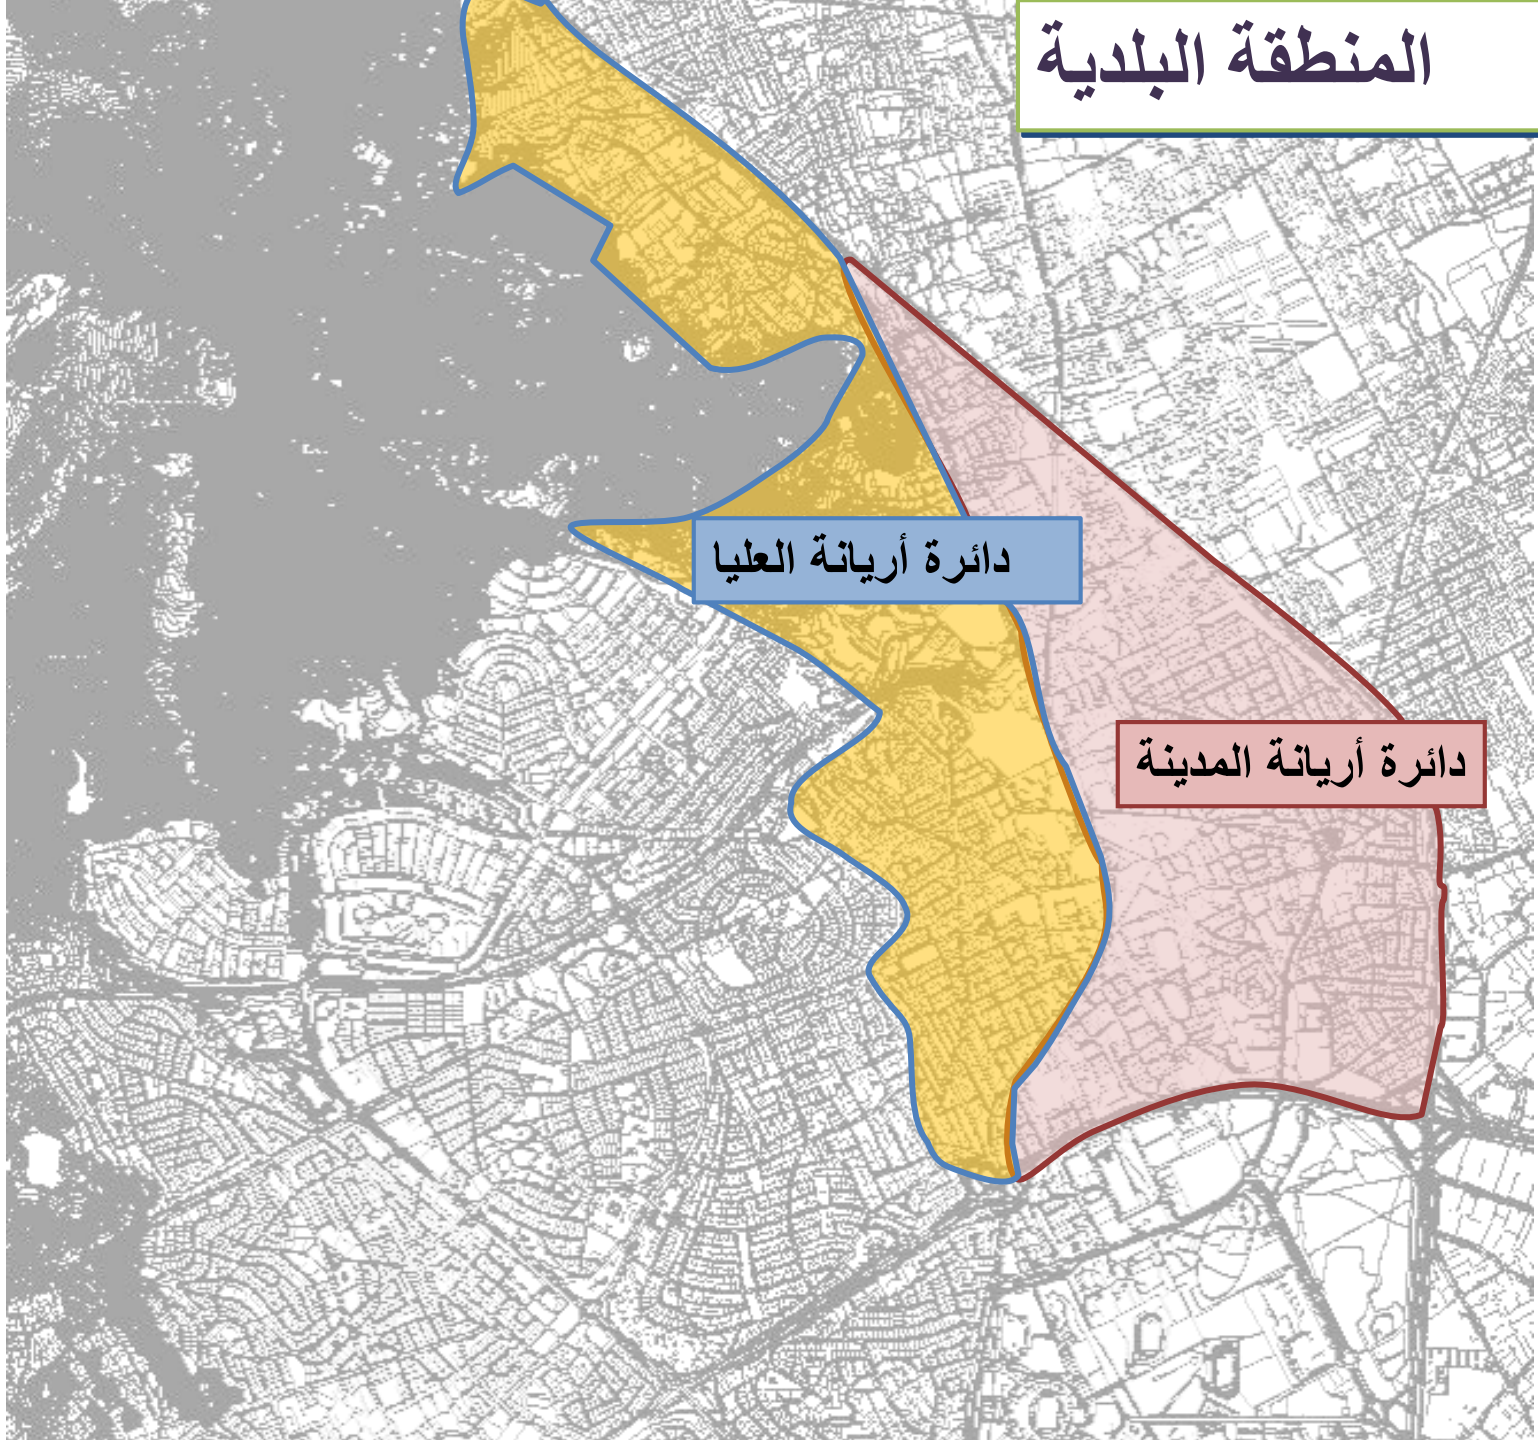 المنطقة البلدية
دائرة أريانة العليا
دائرة أريانة المدينة